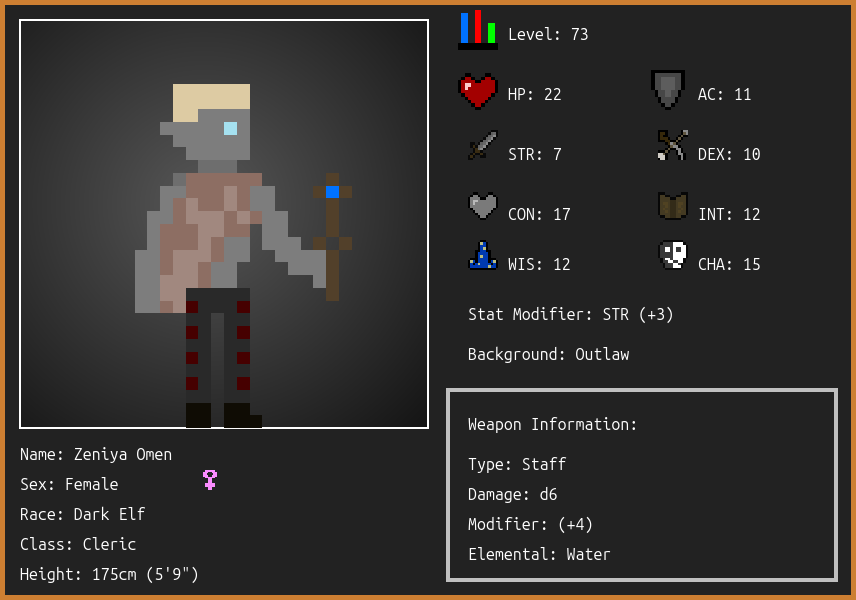 Level: 73
HP: 22
AC: 11
STR: 7
DEX: 10
CON: 17
INT: 12
WIS: 12
CHA: 15
Stat Modifier: STR (+3)
Background: Outlaw
Weapon Information:
Type: Staff
Damage: d6
Modifier: (+4)
Elemental: Water
Name: Zeniya Omen
Sex: Female
Race: Dark Elf
Class: Cleric
Height: 175cm (5'9")